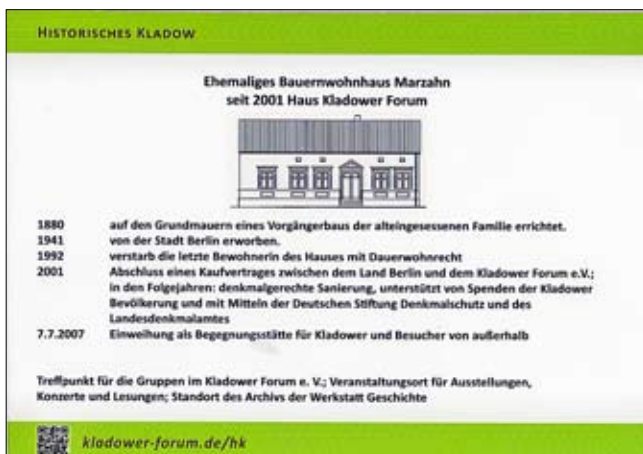 Historisches Kladow
Ehemaliges Bauernwohnhaus Marzahn
seit 2001 Haus Kladower Forum
1880 auf den Grundmauern eines Vorgängerbaus der alteingesessenen Familie errichtet.
1941 von der Stadt Berlin erworben.
1992 verstarb die letzte Bewohnerin des Hauses mit Dauerwohnrecht
2001 Abschluss eines Kaufvertrages zwischen dem Land Berlin und dem Kladower Forum e.V.;
in den Folgejahren: denkmalgerechte Sanierung, unterstützt von Spenden der Kladower
Bevölkerung und mit Mitteln der Deutschen Stiftung Denkmalschutz und des
Landesdenkmalamtes
7.7.2007 Einweihung als Begegnungsstätte für Kladower und Besucher von außerhalb
Treffpunkt für die Gruppen im Kladower Forum e. V.; Veranstaltungsort für Ausstellungen,
Konzerte und Lesungen; Standort des Archivs der Werkstatt Geschichte
kladower-forum.de/hk